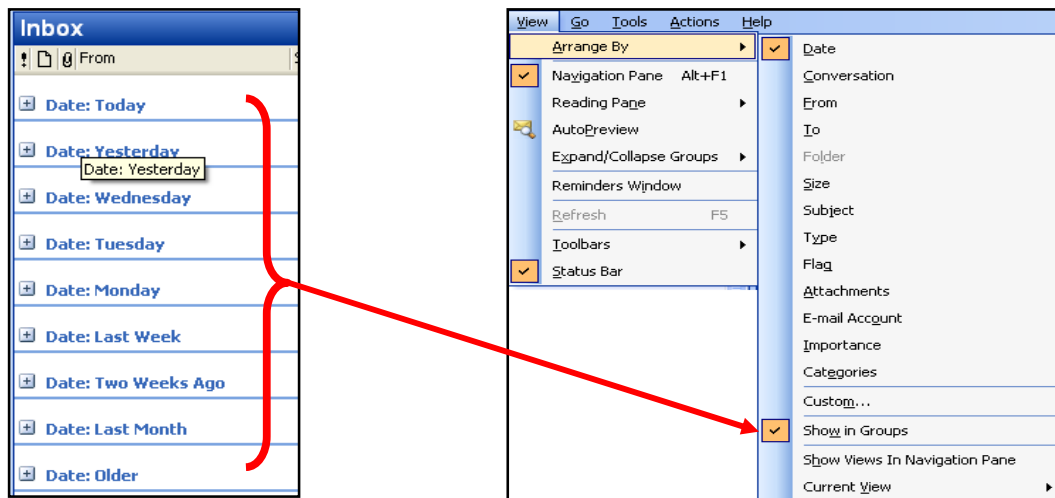 Inbox
! From
Date: Today
Date: Yesterday
Date: Yesterday
Date: Wednesday
Date: Tuesday
Date: Monday
Date: Last Week
Date: Two Weeks Ago
Date: Last Month
Date: Older
View Go Tools Actions Help
Arrange By
Navigation Pane Alt+F1
Reading Pane
AutoPreview
Expand/Collapse Groups
Reminders Window
Refresh F5
Toolbars
Status Bar
Date
Conversation
From
To
Folder
Size
Subject
Type
Flag
Attachments
E-mail Account
Importance
Categories
Custom...
Show in Groups
Show Views In Navigation Pane
Current View